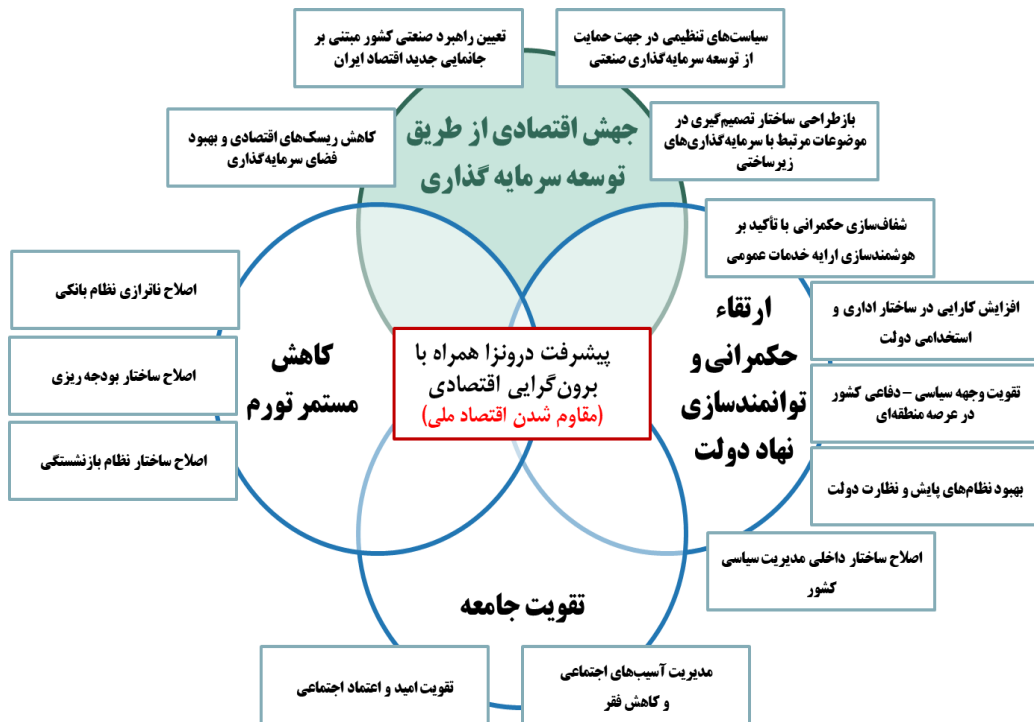 تعیین راهبرد صنعتی کشور مبتنی بر
جانمایی جدید اقتصاد ایران
سیاست‌های تنظیمی در جهت حمایت
از توسعه سرمایه‌گذاری صنعتی
کاهش ریسک‌های اقتصادی و بهبود
فضای سرمایه‌گذاری
بازطراحی ساختار تصمیم‌گیری در
موضوعات مرتبط با سرمایه‌گذاری‌های
زیرساختی
جهش اقتصادی از طریق
توسعه سرمایه گذاری
شفاف‌سازی حکمرانی با تأکید بر
هوشمندسازی ارایه خدمات عمومی
افزایش کارایی در ساختار اداری و
استخدامی دولت
تقویت وجهه سیاسی – دفاعی کشور
در عرصه منطقه‌ای
بهبود نظام‌های پایش و نظارت دولت
اصلاح ساختار داخلی مدیریت سیاسی
کشور
ارتقاء
حکمرانی و
توانمندسازی
نهاد دولت
پیشرفت درونزا همراه با
برون‌گرایی اقتصادی
(مقاوم شدن اقتصاد ملی)
کاهش
مستمر تورم
اصلاح ناترازی نظام بانکی
اصلاح ساختار بودجه ریزی
اصلاح ساختار نظام بازنشستگی
تقویت جامعه
مدیریت آسیب‌های اجتماعی
و کاهش فقر
تقویت امید و اعتماد اجتماعی